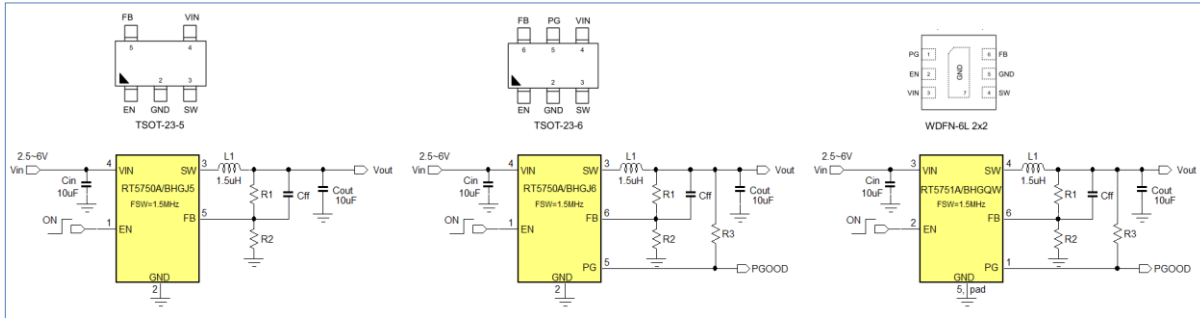 FB VIN
5 4
2 3
EN GND SW
TSOT-23-5
FB PG VIN
6 5 4
2 3
EN GND SW
TSOT-23-6
PG 1 6 FB
EN 2 GND 5 GND
VIN 3 7 4 SW
WDFN-6L 2x2
2.5~6V
Vin
Cin
10uF
ON
4 VIN
RT5750A/BHGJ5
FSW=1.5MHz
1 EN
SW 3
FB 5
GND
2
L1
1.5uH
R1
Cff
R2
Cout
10uF
Vout
2.5~6V
Vin
Cin
10uF
ON
4 VIN
RT5750A/BHGJ6
FSW=1.5MHz
1 EN
SW 3
FB 6
PG 5
GND
2
L1
1.5uH
R1
Cff
R2
R3
Cout
10uF
Vout
PGOOD
2.5~6V
Vin
Cin
10uF
ON
3 VIN
RT5751A/BHGQW
FSW=1.5MHz
2 EN
SW 4
FB 6
PG 1
GND
5, pad
L1
1.5uH
R1
Cff
R2
R3
Cout
10uF
Vout
PGOOD